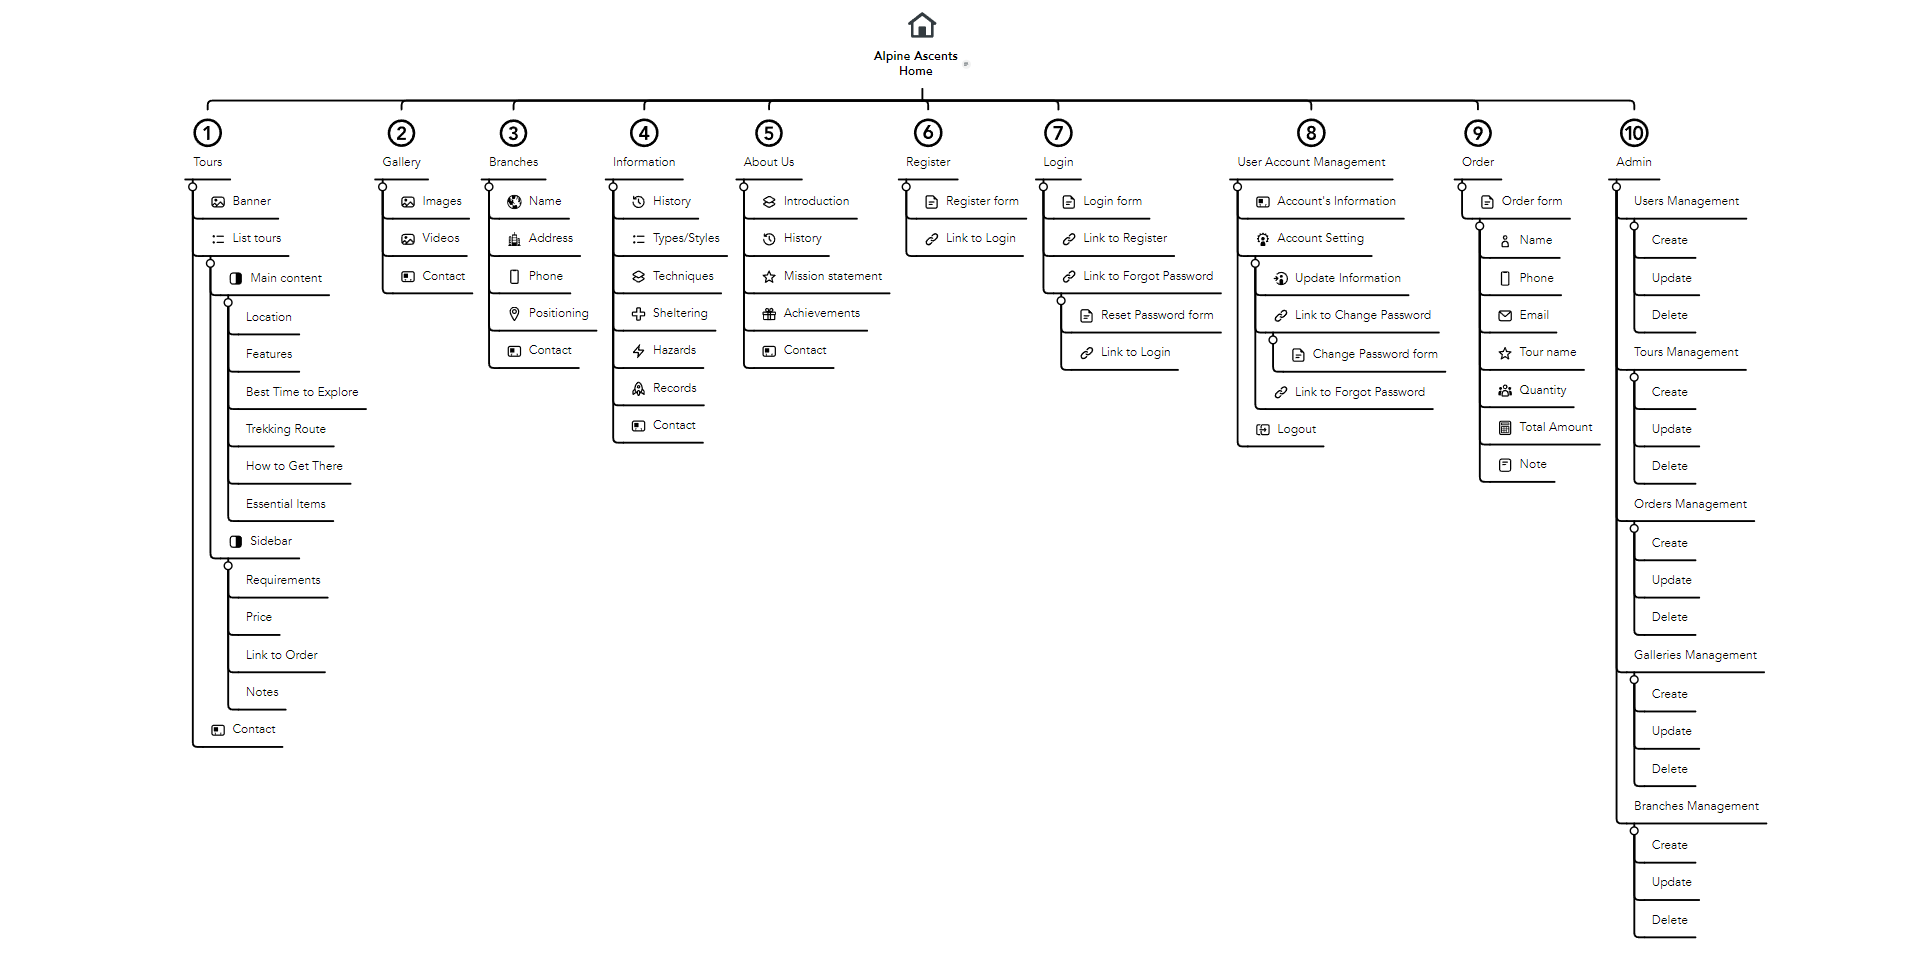 Alpine Ascents
Home
1
Tours
Banner
List tours
Main content
Location
Features
Best Time to Explore
Trekking Route
How to Get There
Essential Items
Sidebar
Requirements
Price
Link to Order
Notes
Contact
2
Gallery
Images
Videos
Contact
3
Branches
Name
Address
Phone
Positioning
Contact
4
Information
History
Types/Styles
Techniques
Sheltering
Hazards
Records
Contact
5
About Us
Introduction
History
Mission statement
Achievements
Contact
6
Register
Register form
Link to Login
7
Login
Login form
Link to Register
Link to Forgot Password
Reset Password form
Link to Login
8
User Account Management
Account's Information
Account Setting
Update Information
Link to Change Password
Change Password form
Link to Forgot Password
Logout
9
Order
Order form
Name
Phone
Email
Tour name
Quantity
Total Amount
Note
10
Admin
Users Management
Create
Update
Delete
Tours Management
Create
Update
Delete
Orders Management
Create
Update
Delete
Galleries Management
Create
Update
Delete
Branches Management
Create
Update
Delete